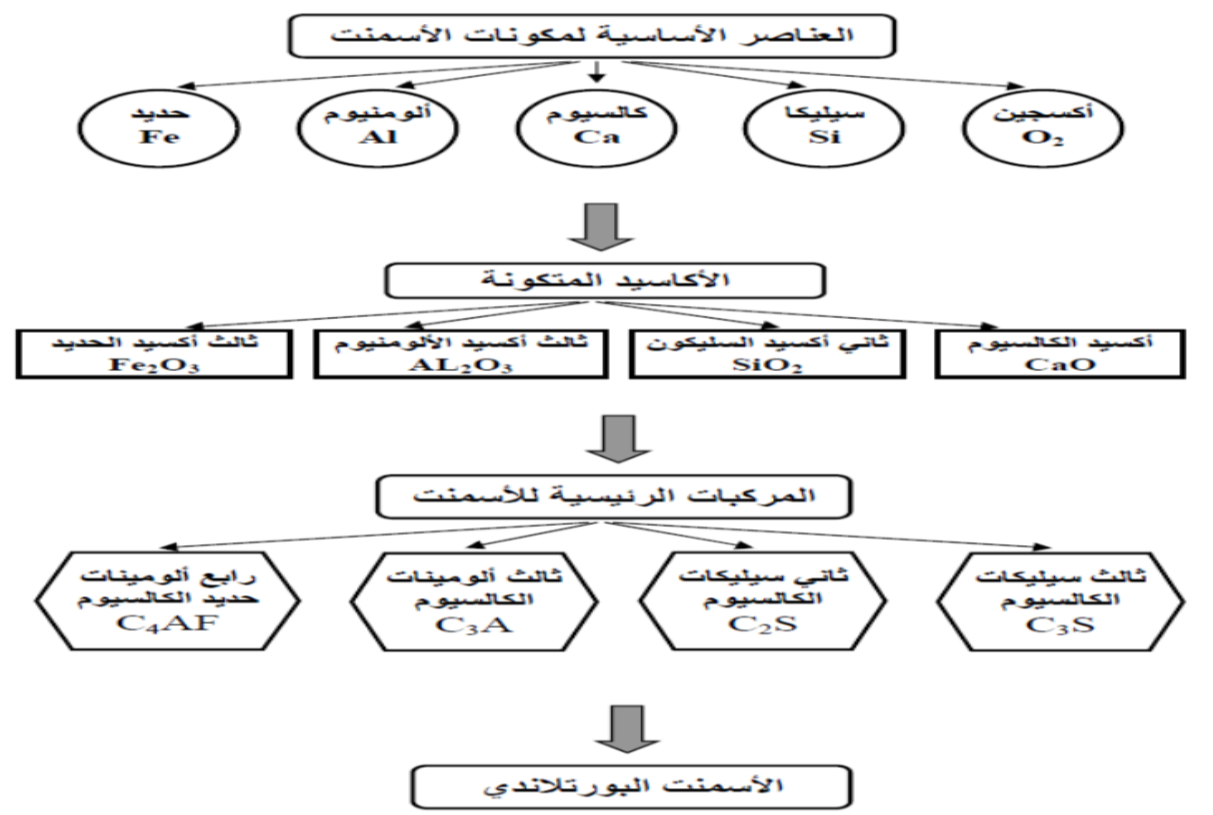 العناصر الأساسية لمكونات الأسمنت
أكسجين
O₂
سيليكا
Si
كالسيوم
Ca
ألومنيوم
Al
حديد
Fe
الأكاسيد المتكونة
أكسيد الكالسيوم
CaO
ثاني أكسيد السليكون
SiO₂
ثالث أكسيد الألومنيوم
AL₂O₃
ثالث أكسيد الحديد
Fe₂O₃
المركبات الرئيسية للأسمنت
ثالث سيليكات
الكالسيوم
C₃S
ثاني سيليكات
الكالسيوم
C₂S
ثالث ألومينات
الكالسيوم
C₃A
رابع ألومينات
حديد الكالسيوم
C₄AF
الأسمنت البورتلاندي